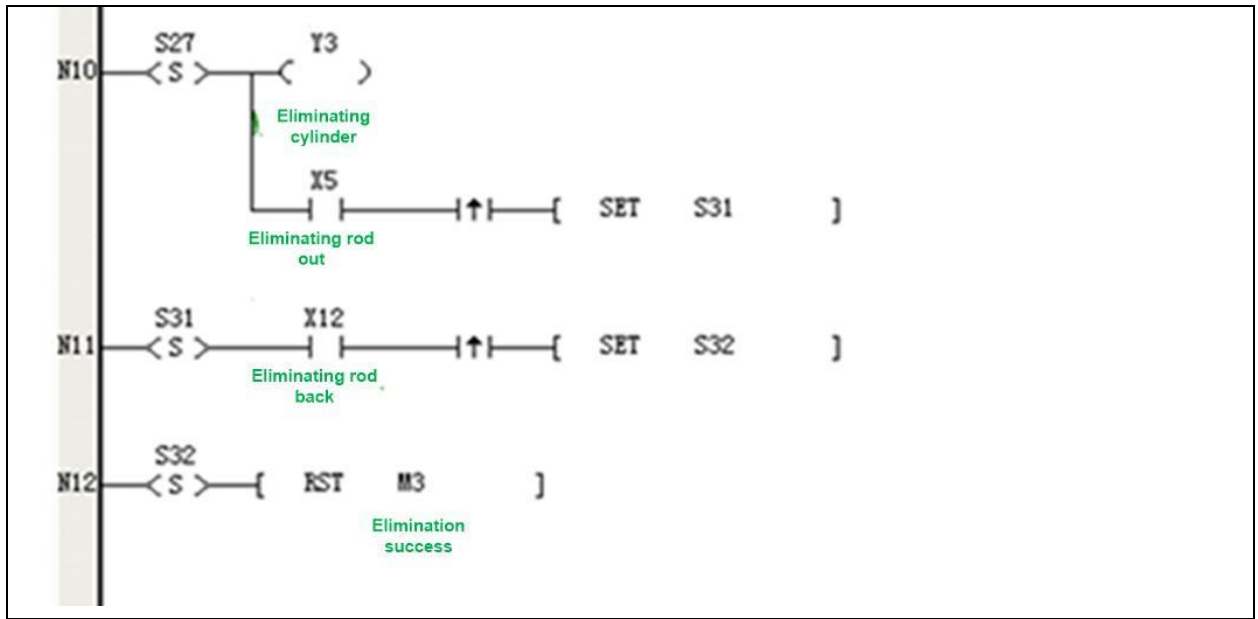 S27 Y3
N10 S
Eliminating
cylinder
X5
SET S31
Eliminating rod
out
S31 X12
N11 S SET S32
Eliminating rod
back
S32
N12 S RST M3
Elimination
success